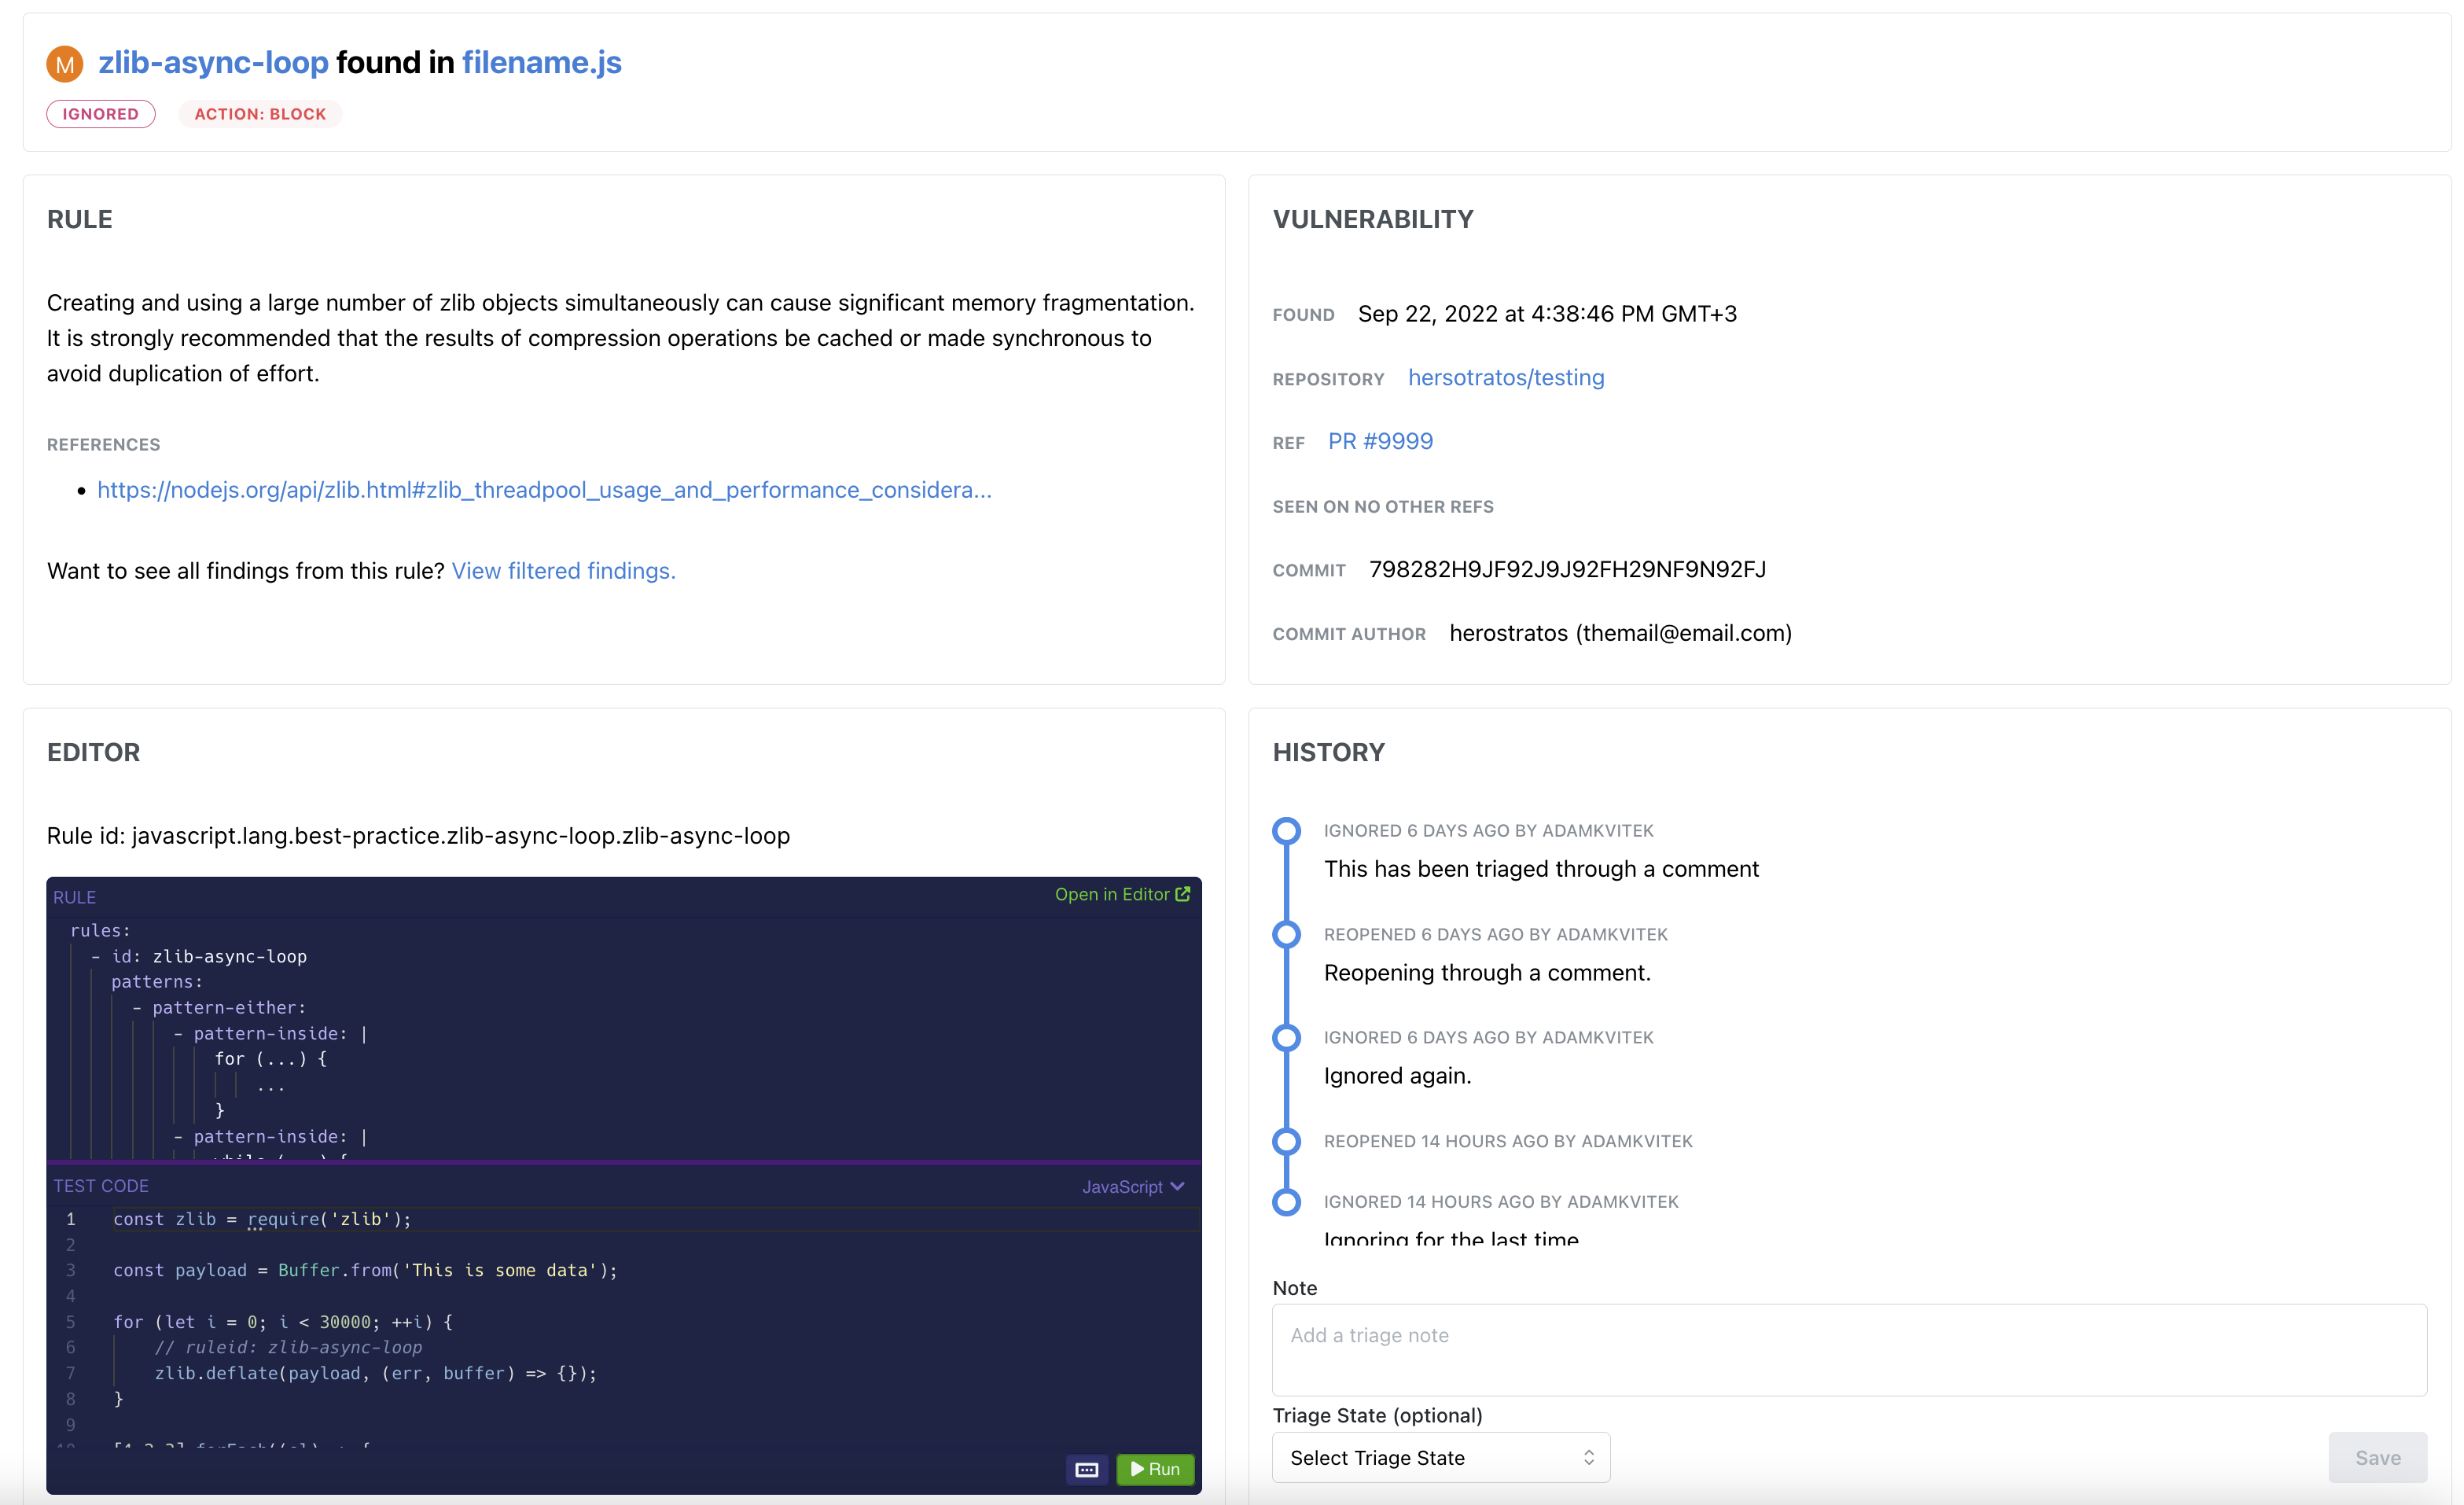 M zlib-async-loop found in filename.js
IGNORED ACTION: BLOCK
RULE
Creating and using a large number of zlib objects simultaneously can cause significant memory fragmentation.
It is strongly recommended that the results of compression operations be cached or made synchronous to
avoid duplication of effort.
REFERENCES
• https://nodejs.org/api/zlib.html#zlib_threadpool_usage_and_performance_considera...
Want to see all findings from this rule? View filtered findings.
VULNERABILITY
FOUND Sep 22, 2022 at 4:38:46 PM GMT+3
REPOSITORY hersotratos/testing
REF PR #9999
SEEN ON NO OTHER REFS
COMMIT 798282H9JF92J9J92FH29NF9N92FJ
COMMIT AUTHOR herostratos (themail@email.com)
EDITOR
Rule id: javascript.lang.best-practice.zlib-async-loop.zlib-async-loop
RULE Open in Editor
rules:
- id: zlib-async-loop
patterns:
- pattern-either:
- pattern-inside: |
for (...) {
...
}
- pattern-inside: |
while (...) {
TEST CODE JavaScript
1 const zlib = require('zlib');
2
3 const payload = Buffer.from('This is some data');
4
5 for (let i = 0; i < 30000; ++i) {
6 // ruleid: zlib-async-loop
7 zlib.deflate(payload, (err, buffer) => {});
8 }
9
10 [1,2,3].forEach((el) => {
Run
HISTORY
IGNORED 6 DAYS AGO BY ADAMKVITEK
This has been triaged through a comment
REOPENED 6 DAYS AGO BY ADAMKVITEK
Reopening through a comment.
IGNORED 6 DAYS AGO BY ADAMKVITEK
Ignored again.
REOPENED 14 HOURS AGO BY ADAMKVITEK
IGNORED 14 HOURS AGO BY ADAMKVITEK
Ignoring for the last time
Note
Add a triage note
Triage State (optional)
Select Triage State
Save